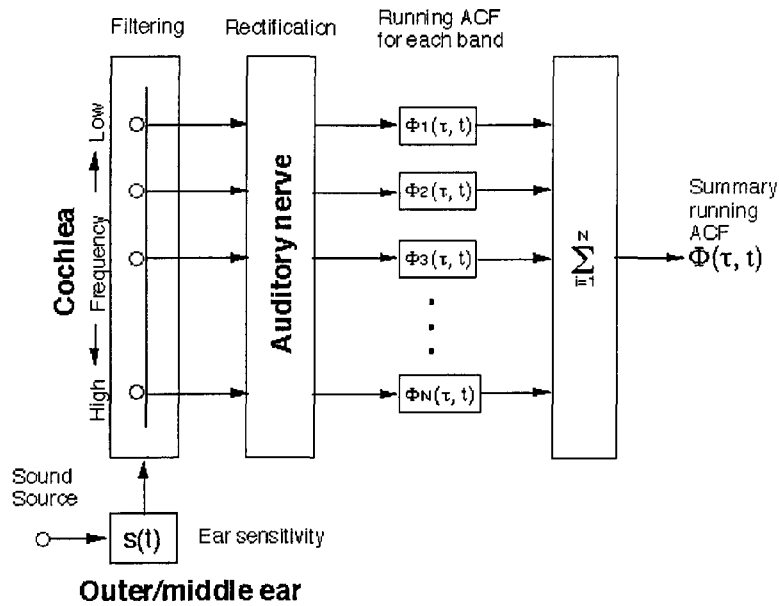 Filtering
Rectification
Running ACF
for each band
Low
Frequency
High
Cochlea
Auditory nerve
Φ1(τ, t)
Φ2(τ, t)
Φ3(τ, t)
ΦN(τ, t)
N
Σ
i=1
Summary
running
ACF
Φ(τ, t)
Sound
Source
s(t)
Ear sensitivity
Outer/middle ear